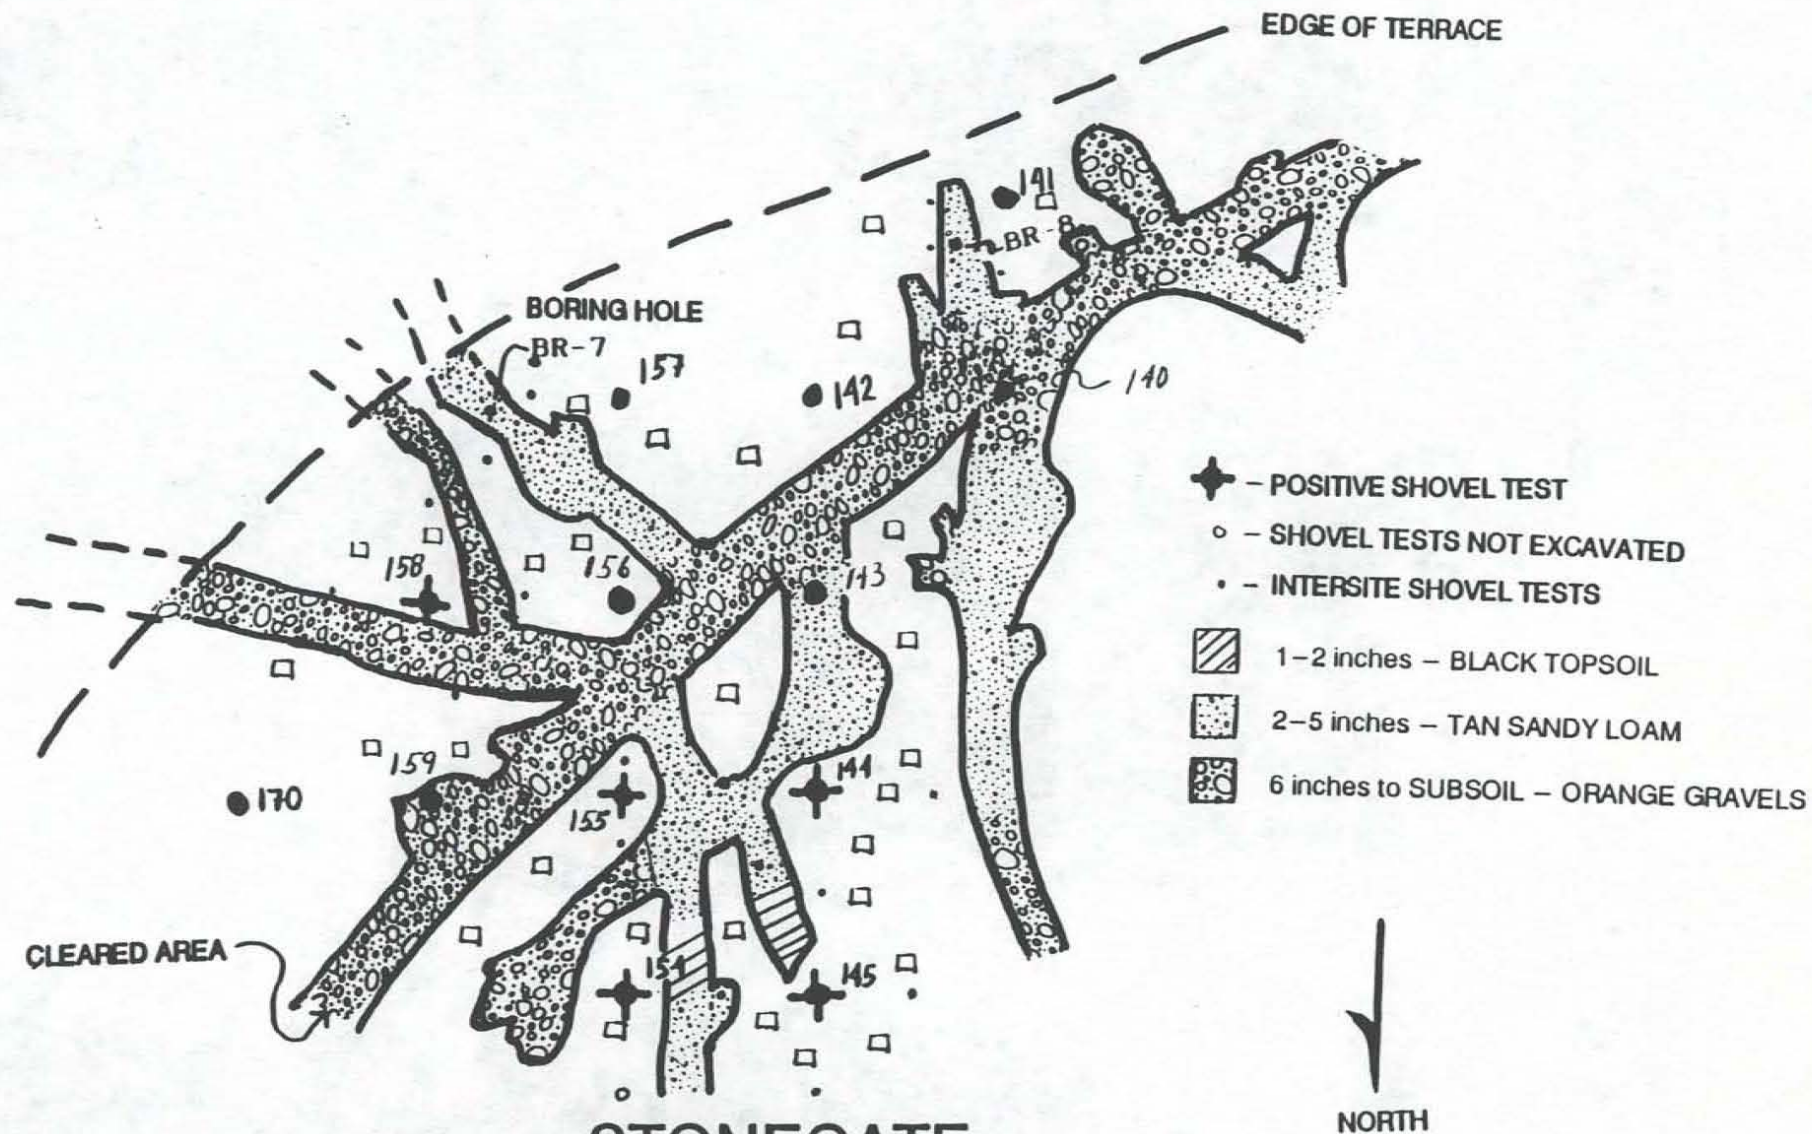 EDGE OF TERRACE
141
BR-8
BORING HOLE
BR-7
157
142
140
– POSITIVE SHOVEL TEST
– SHOVEL TESTS NOT EXCAVATED
– INTERSITE SHOVEL TESTS
1–2 inches – BLACK TOPSOIL
2–5 inches – TAN SANDY LOAM
6 inches to SUBSOIL – ORANGE GRAVELS
158
156
143
159
170
155
144
CLEARED AREA
154
145
NORTH
STONEGATE